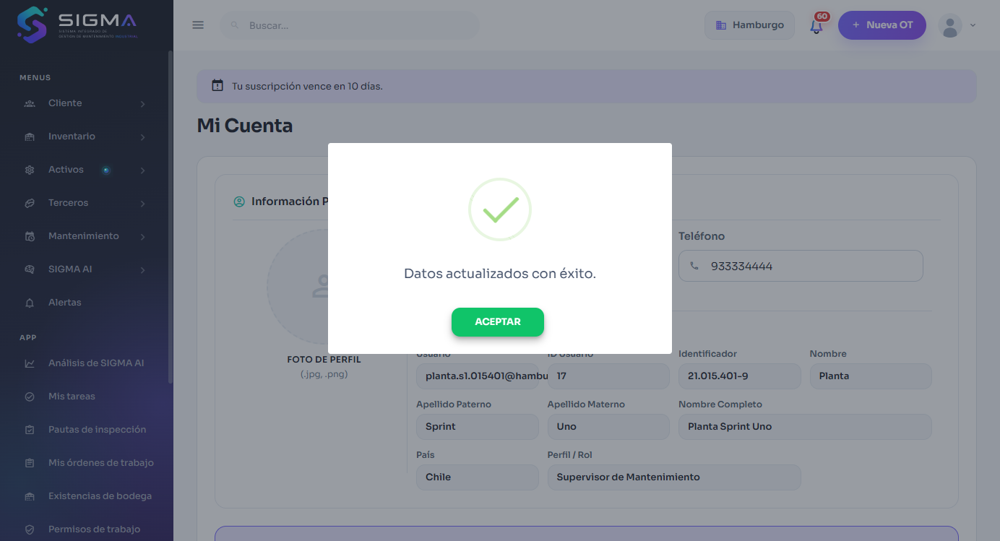 SIGMA
SISTEMA INTEGRADO DE
GESTIÓN DE MANTENIMIENTO INDUSTRIAL
Buscar...
Hamburgo
60
+ Nueva OT
MENUS
Cliente
Inventario
Activos
Terceros
Mantenimiento
SIGMA AI
Alertas
APP
Análisis de SIGMA AI
Mis tareas
Pautas de inspección
Mis órdenes de trabajo
Existencias de bodega
Permisos de trabajo
Tu suscripción vence en 10 días.
Mi Cuenta
Información P
Teléfono
933334444
Datos actualizados con éxito.
ACEPTAR
FOTO DE PERFIL
(.jpg, .png)
Usuario
ID Usuario
Identificador
Nombre
planta.s1.015401@hambu
17
21.015.401-9
Planta
Apellido Paterno
Apellido Materno
Nombre Completo
Sprint
Uno
Planta Sprint Uno
País
Perfil / Rol
Chile
Supervisor de Mantenimiento